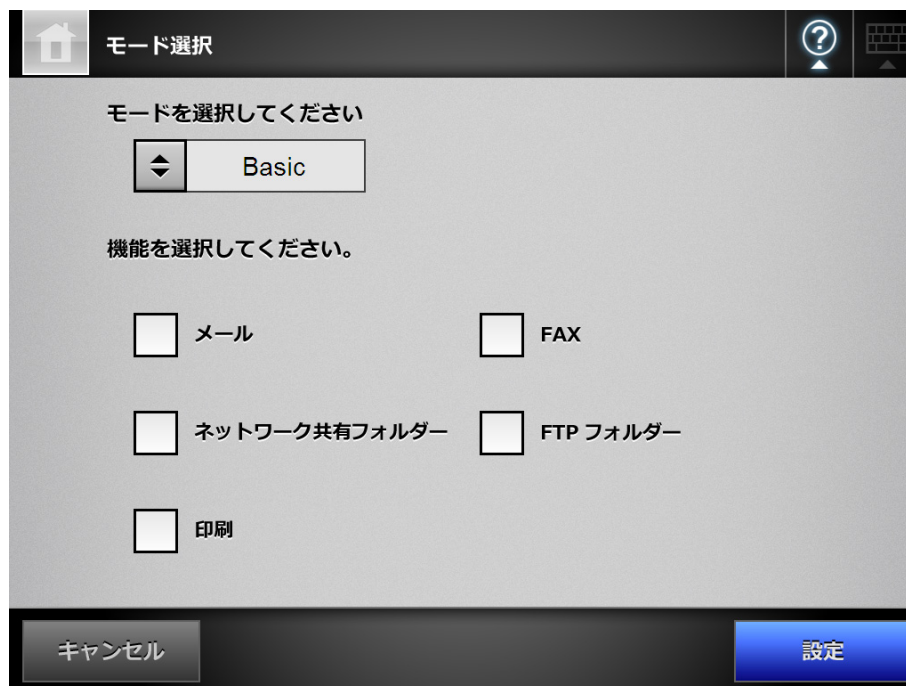 モード選択
?
モードを選択してください
Basic
機能を選択してください。
メール
FAX
ネットワーク共有フォルダー
FTP フォルダー
印刷
キャンセル
設定